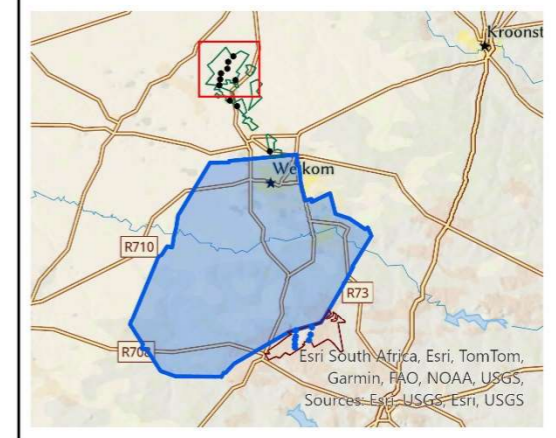 Kroonst
Welkom
R710
R73
R708
Esri South Africa, Esri, TomTom,
Garmin, FAO, NOAA, USGS,
Sources: Esri, USGS, Esri, USGS